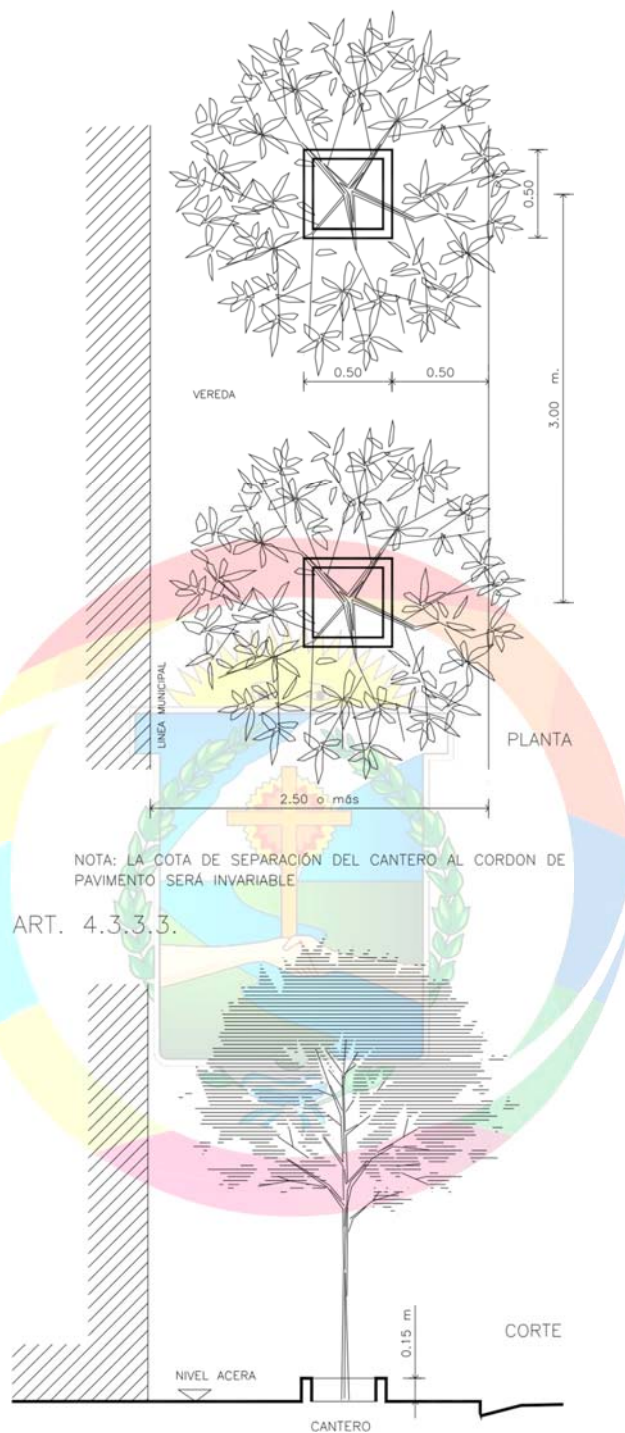 0.50
0.50
0.50
VEREDA
3.00 m.
LINEA MUNICIPAL
PLANTA
2.50 o más
NOTA: LA COTA DE SEPARACIÓN DEL CANTERO AL CORDON DE
PAVIMENTO SERÁ INVARIABLE
ART. 4.3.3.3.
0.15 m
CORTE
NIVEL ACERA
CANTERO